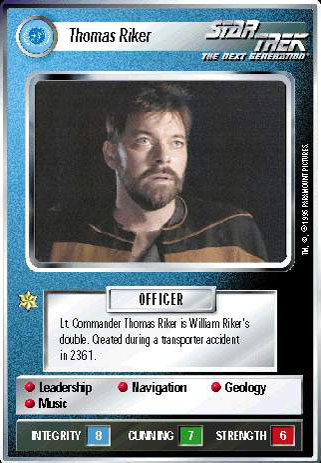 Thomas Riker
STAR TREK
THE NEXT GENERATION®
TM, ©, ® 1995 PARAMOUNT PICTURES.
OFFICER
Lt. Commander Thomas Riker is William Riker's
double. Created during a transporter accident
in 2361.
Leadership Navigation Geology
Music
INTEGRITY 8 CUNNING 7 STRENGTH 6